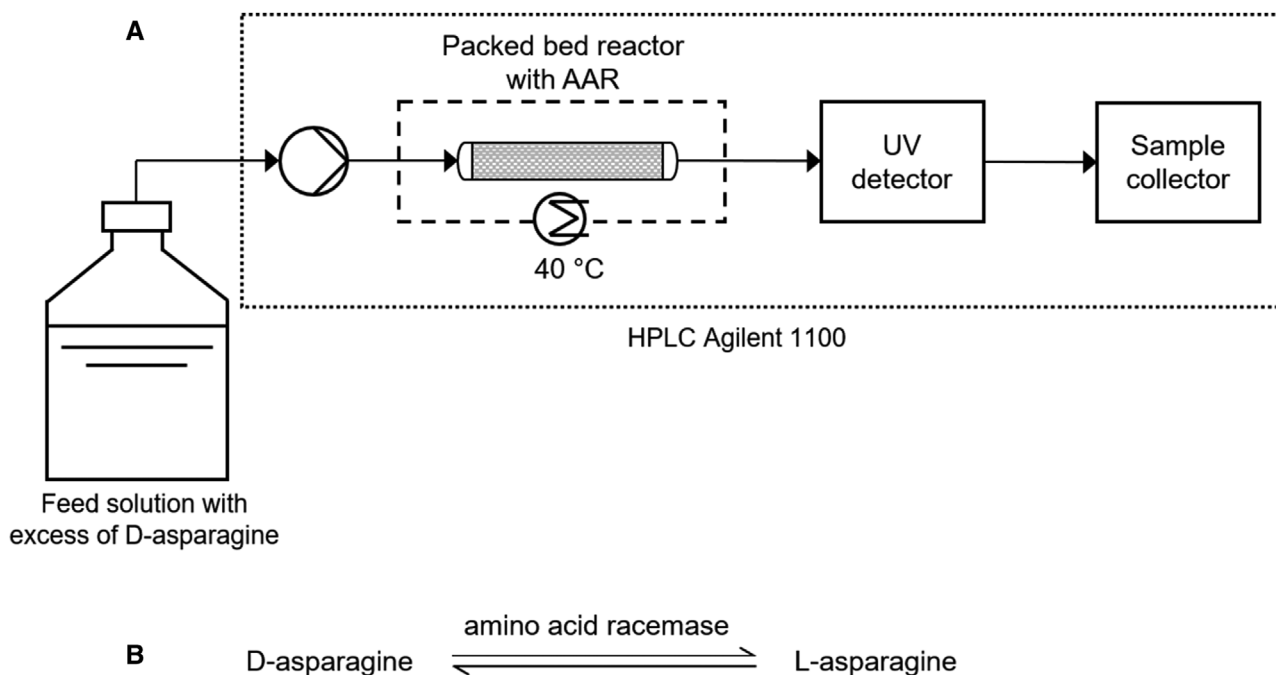 A
Packed bed reactor
with AAR
UV
detector
Sample
collector
40 °C
HPLC Agilent 1100
Feed solution with
excess of D-asparagine
B
amino acid racemase
D-asparagine
L-asparagine